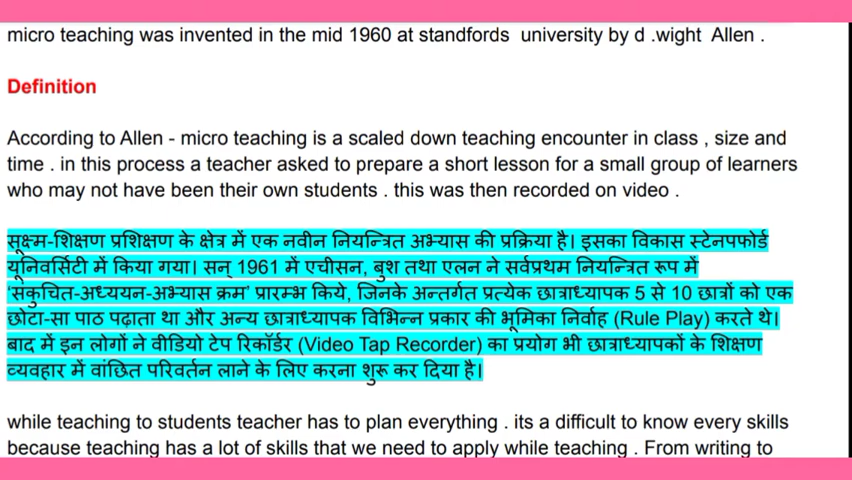 micro teaching was invented in the mid 1960 at standfords university by d .wight Allen .
Definition
According to Allen - micro teaching is a scaled down teaching encounter in class , size and
time . in this process a teacher asked to prepare a short lesson for a small group of learners
who may not have been their own students . this was then recorded on video .
सूक्ष्म-शिक्षण प्रशिक्षण के क्षेत्र में एक नवीन नियन्त्रित अभ्यास की प्रक्रिया है। इसका विकास स्टेनफोर्ड
यूनिवर्सिटी में किया गया। सन् 1961 में एचीसन, बुश तथा एलन ने सर्वप्रथम नियन्त्रित रूप में
'संकुचित-अध्ययन-अभ्यास क्रम' प्रारम्भ किये, जिनके अन्तर्गत प्रत्येक छात्राध्यापक 5 से 10 छात्रों को एक
छोटा-सा पाठ पढ़ाता था और अन्य छात्राध्यापक विभिन्न प्रकार की भूमिका निर्वाह (Rule Play) करते थे।
बाद में इन लोगों ने वीडियो टेप रिकॉर्डर (Video Tap Recorder) का प्रयोग भी छात्राध्यापकों के शिक्षण
व्यवहार में वांछित परिवर्तन लाने के लिए करना शुरू कर दिया है।
while teaching to students teacher has to plan everything . its a difficult to know every skills
because teaching has a lot of skills that we need to apply while teaching . From writing to